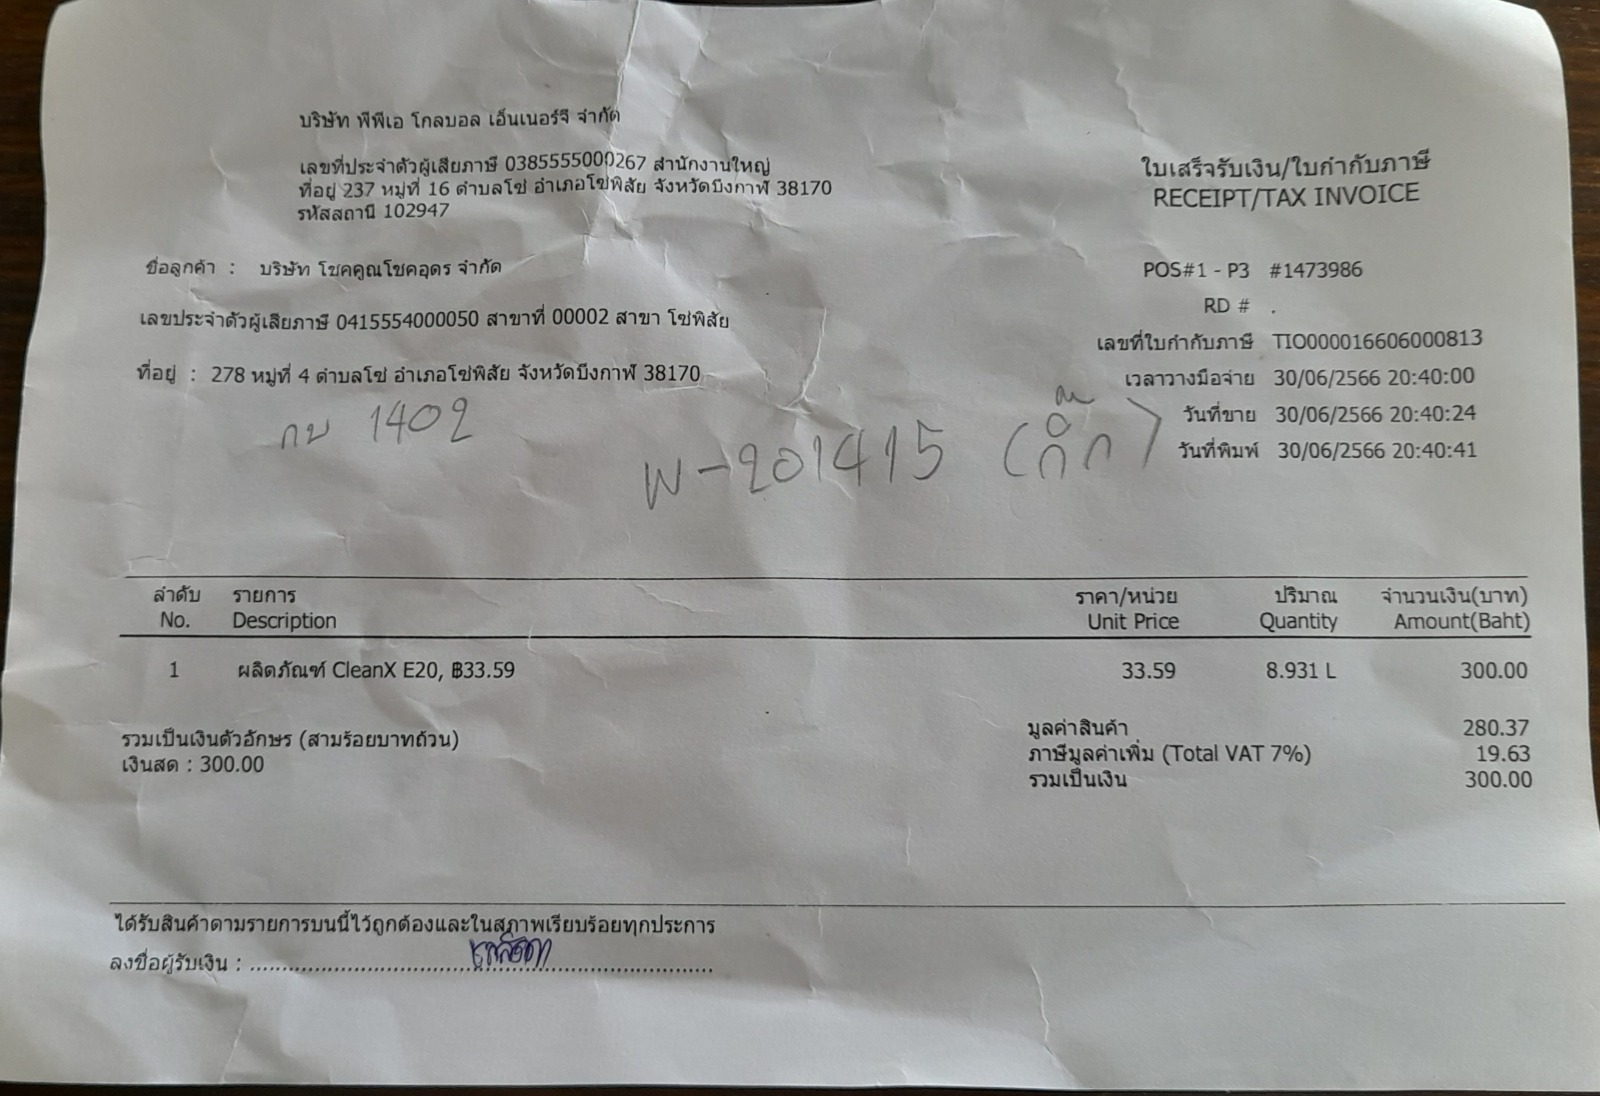 บริษัท พีพีเอ โกลบอล เอ็นเนอร์จี จำกัด
เลขที่ประจำตัวผู้เสียภาษี 0385555000267 สำนักงานใหญ่
ที่อยู่ 237 หมู่ที่ 16 ตำบลโซ่ อำเภอโซ่พิสัย จังหวัดบึงกาฬ 38170
รหัสสถานี 102947
ใบเสร็จรับเงิน/ใบกำกับภาษี
RECEIPT/TAX INVOICE
ชื่อลูกค้า : บริษัท โชคคูณโชคอุดร จำกัด
เลขประจำตัวผู้เสียภาษี 0415554000050 สาขาที่ 00002 สาขา โซ่พิสัย
ที่อยู่ : 278 หมู่ที่ 4 ตำบลโซ่ อำเภอโซ่พิสัย จังหวัดบึงกาฬ 38170
POS#1 - P3 #1473986
RD # .
เลขที่ใบกำกับภาษี TIO000016606000813
เวลาวางมือจ่าย 30/06/2566 20:40:00
วันที่ขาย 30/06/2566 20:40:24
วันที่พิมพ์ 30/06/2566 20:40:41
กบ 1402
W-201415
ลำดับ รายการ ราคา/หน่วย ปริมาณ จำนวนเงิน(บาท)
No. Description Unit Price Quantity Amount(Baht)
1 ผลิตภัณฑ์ CleanX E20, ฿33.59 33.59 8.931 L 300.00
รวมเป็นเงินตัวอักษร (สามร้อยบาทถ้วน)
เงินสด : 300.00
มูลค่าสินค้า 280.37
ภาษีมูลค่าเพิ่ม (Total VAT 7%) 19.63
รวมเป็นเงิน 300.00
ได้รับสินค้าตามรายการบนนี้ไว้ถูกต้องและในสภาพเรียบร้อยทุกประการ
ลงชื่อผู้รับเงิน :